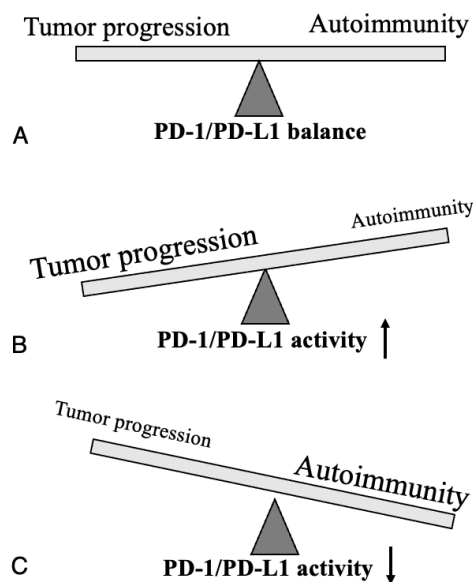 Tumor progression Autoimmunity
PD-1/PD-L1 balance
A
Autoimmunity
Tumor progression
PD-1/PD-L1 activity
B
Tumor progression
Autoimmunity
PD-1/PD-L1 activity
C